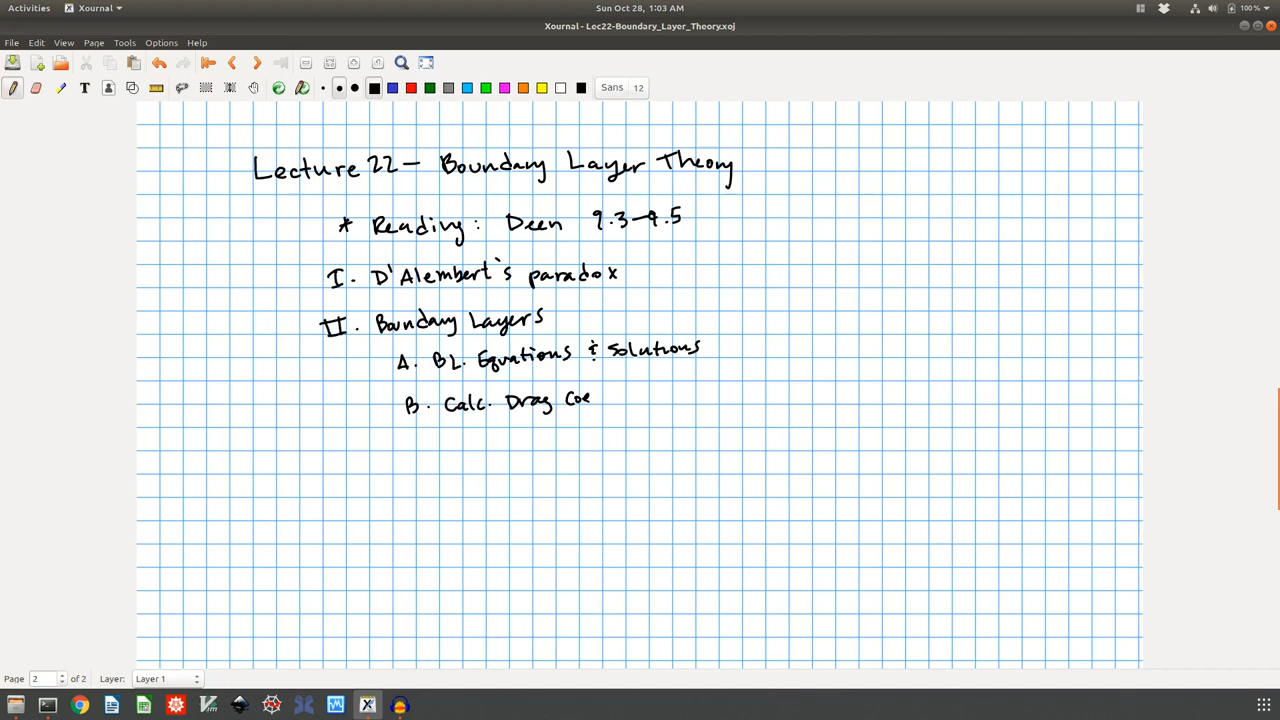 Activities Xournal Sun Oct 28, 1:03 AM 100 %
Xournal - Lec22-Boundary_Layer_Theory.xoj
File Edit View Page Tools Options Help
Sans 12
Lecture 22 - Boundary Layer Theory
* Reading: Deen 9.3-9.5
I. D'Alembert's paradox
II. Boundary Layers
A. BL. Equations & Solutions
B. Calc. Drag Coe
Page 2 of 2 Layer: Layer 1